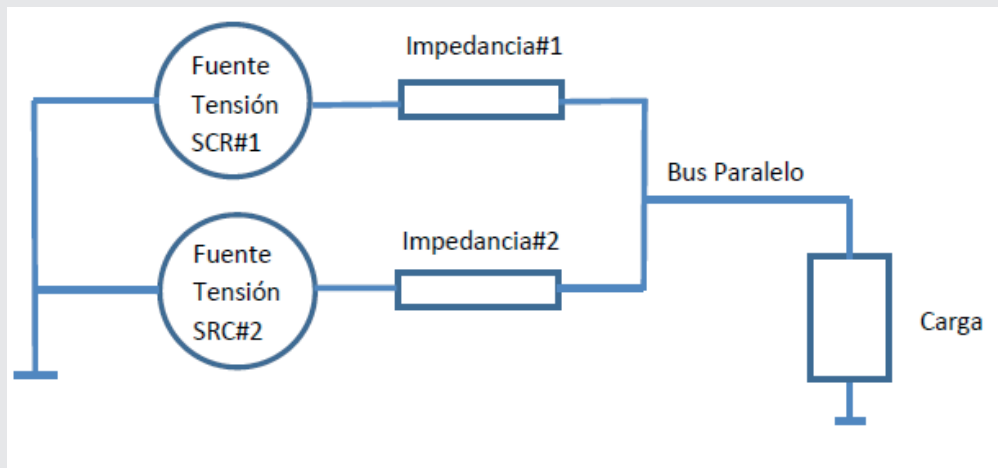 Impedancia#1
Fuente
Tensión
SCR#1
Bus Paralelo
Impedancia#2
Fuente
Tensión
SRC#2
Carga